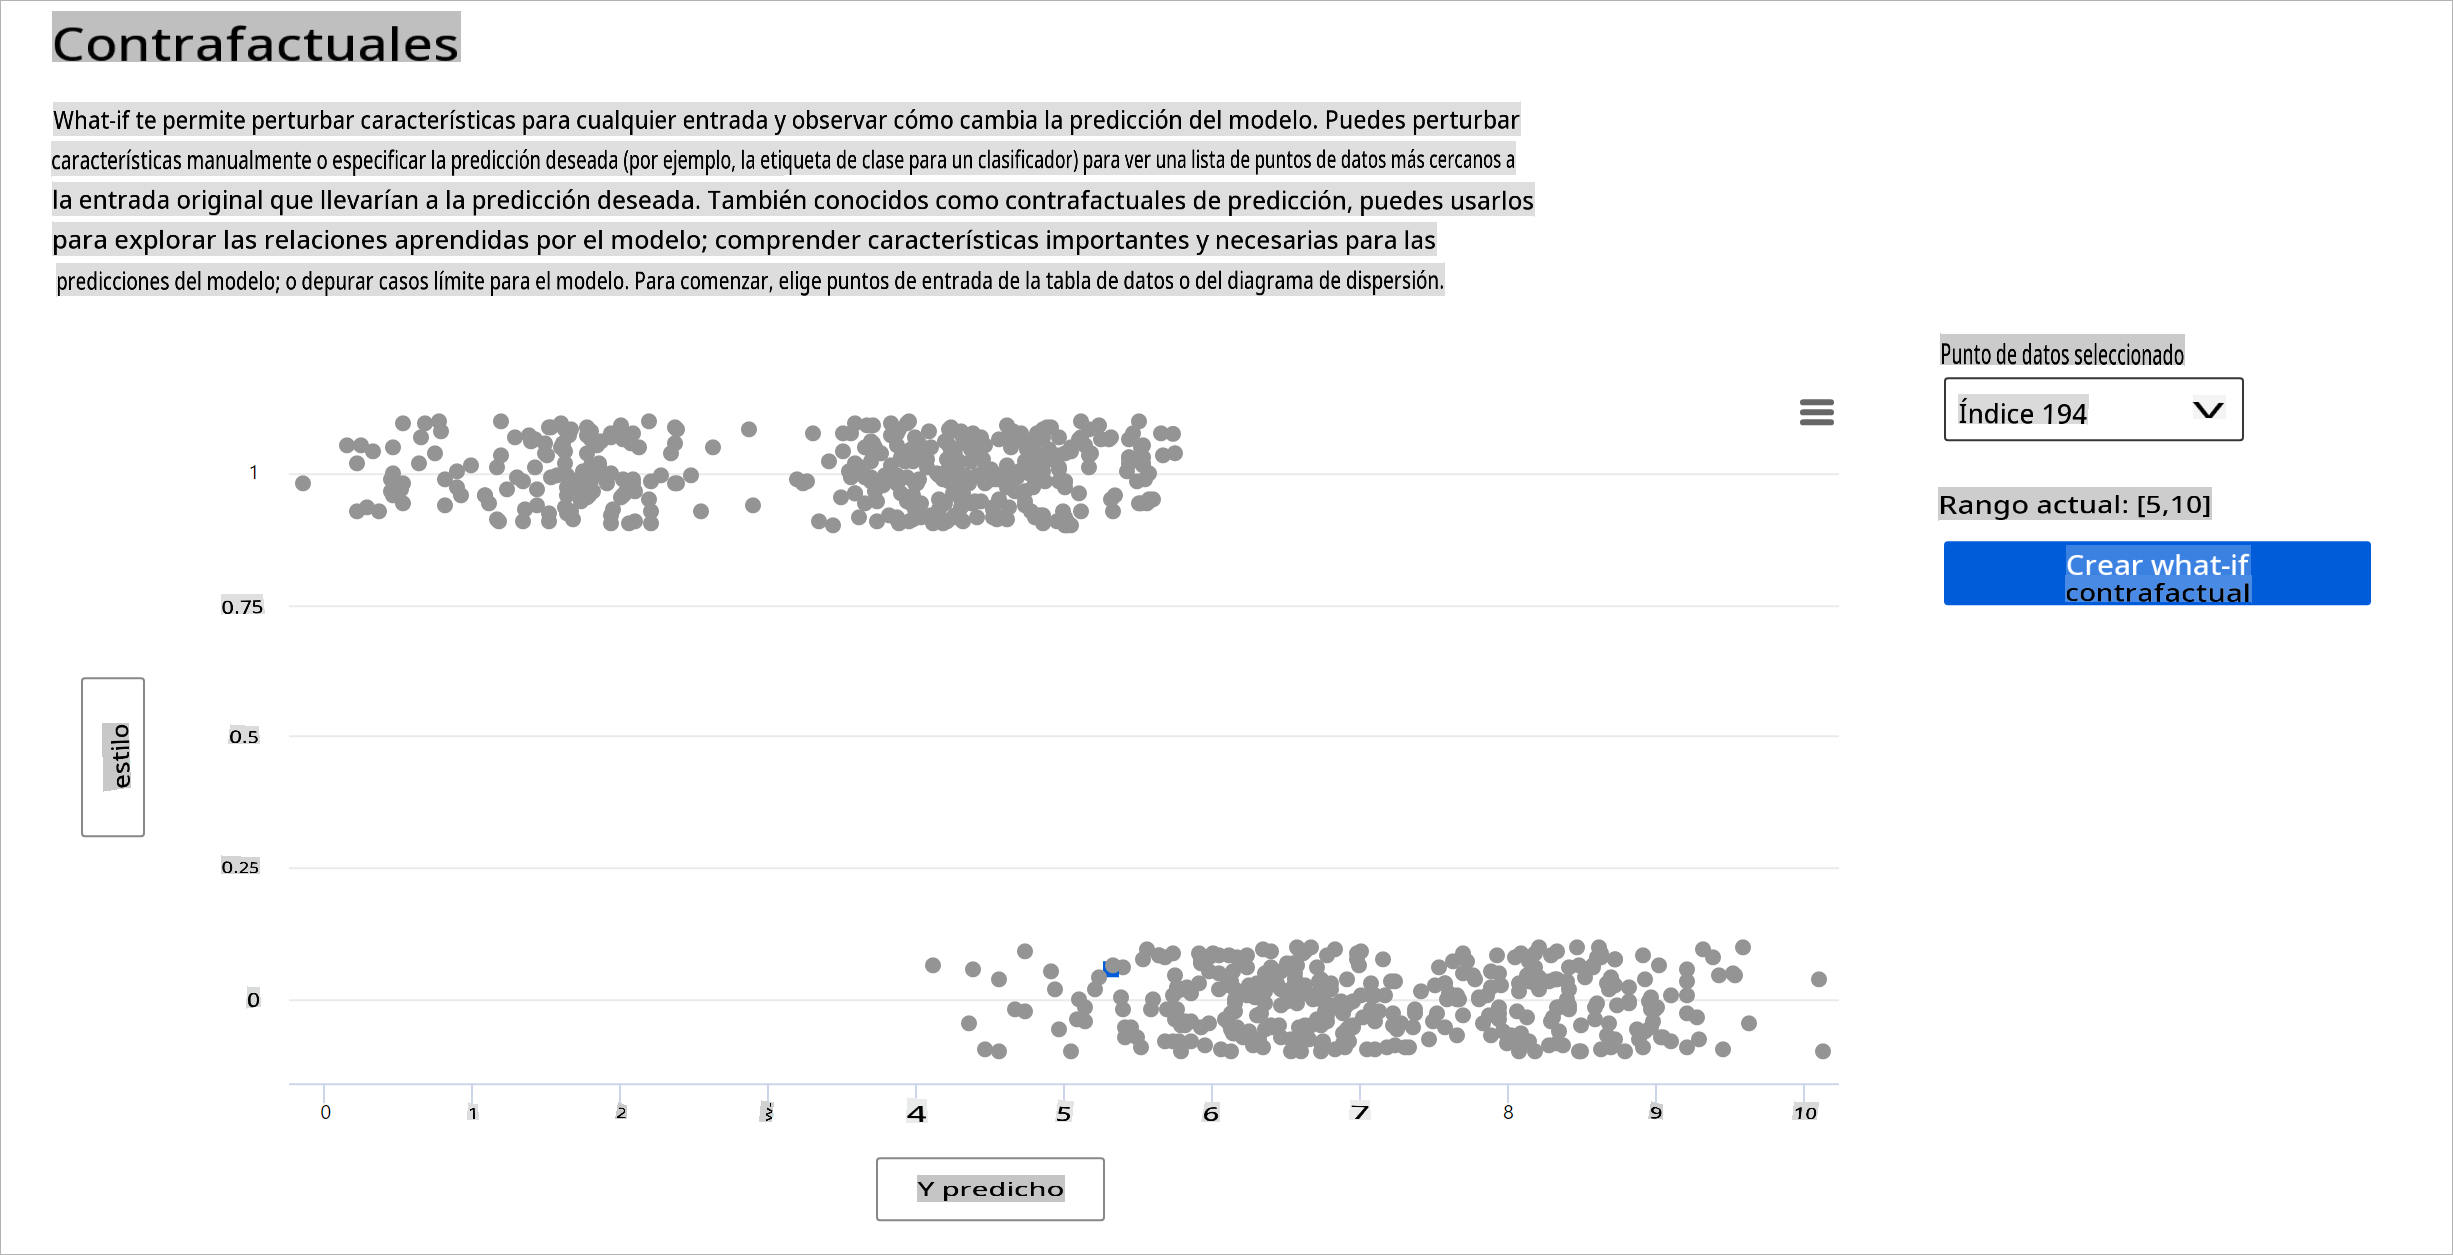 Contrafactuales
What-if te permite perturbar características para cualquier entrada y observar cómo cambia la predicción del modelo. Puedes perturbar
características manualmente o especificar la predicción deseada (por ejemplo, la etiqueta de clase para un clasificador) para ver una lista de puntos de datos más cercanos a
la entrada original que llevarían a la predicción deseada. También conocidos como contrafactuales de predicción, puedes usarlos
para explorar las relaciones aprendidas por el modelo; comprender características importantes y necesarias para las
predicciones del modelo; o depurar casos límite para el modelo. Para comenzar, elige puntos de entrada de la tabla de datos o del diagrama de dispersión.
Punto de datos seleccionado
Índice 194
Rango actual: [5,10]
Crear what-if
contrafactual
1
0.75
0.5
0.25
0
estilo
0 1 2 3 4 5 6 7 8 9 10
Y predicho